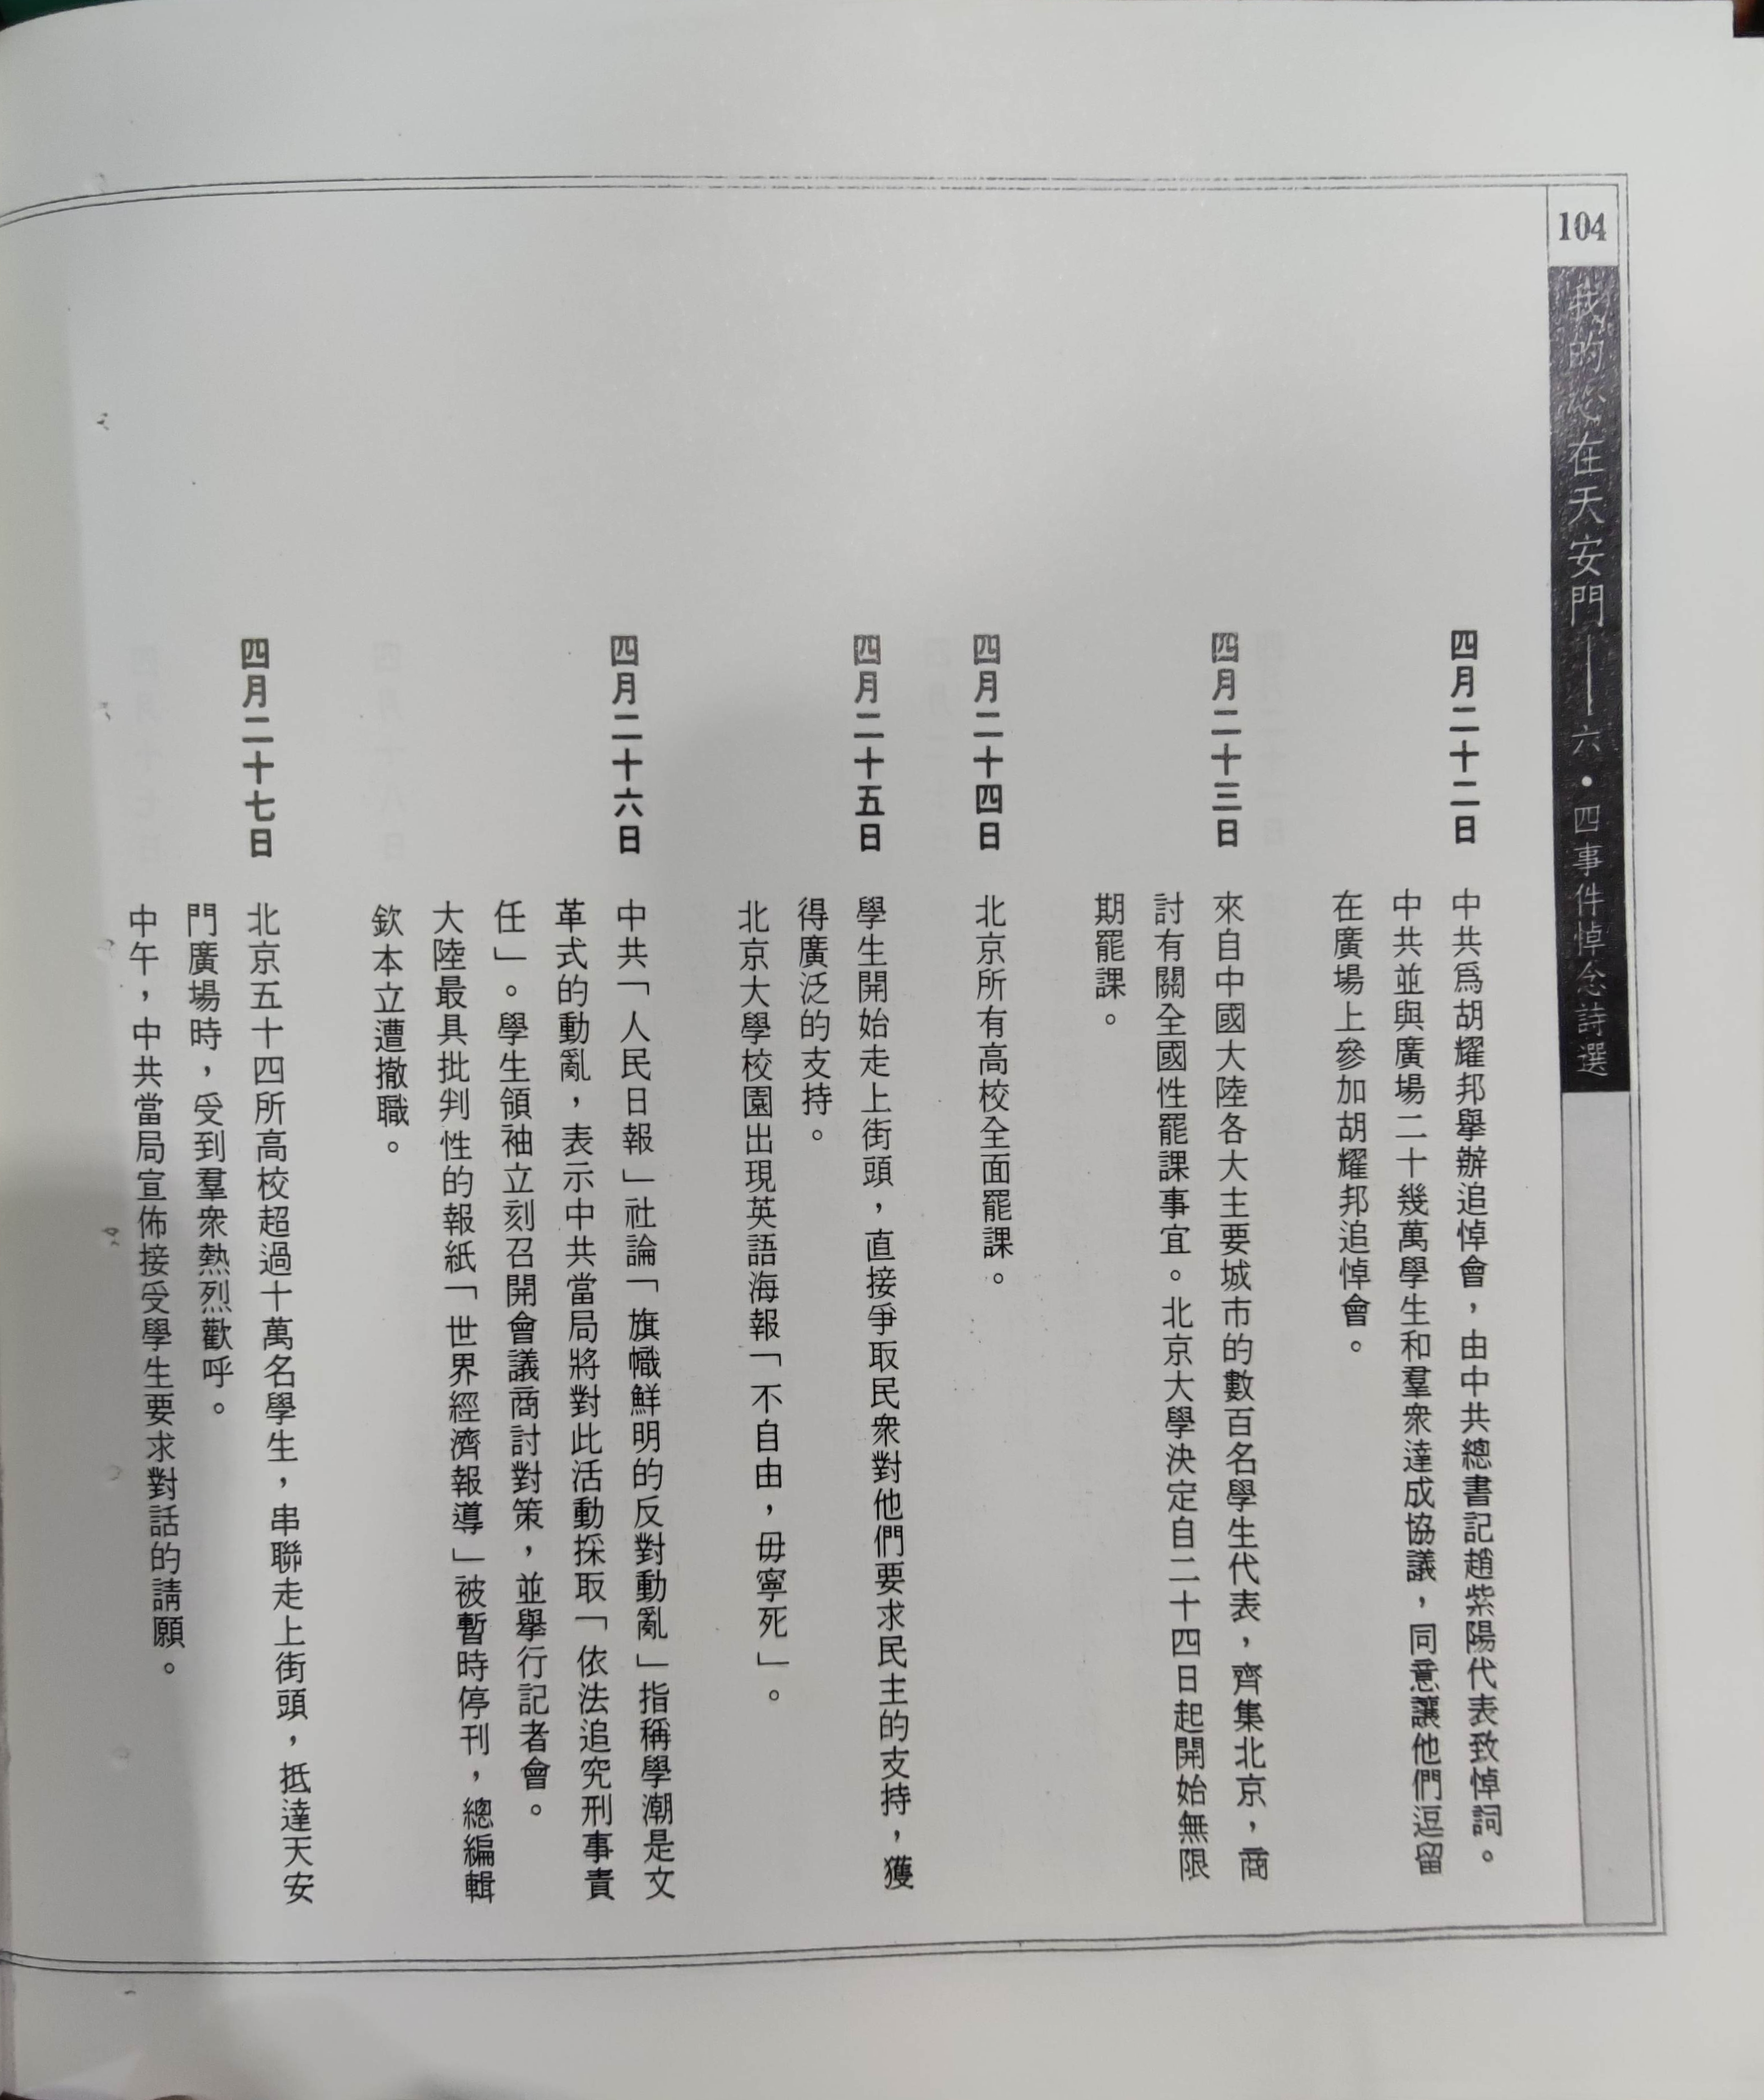 104
我的心在天安門——六・四事件悼念詩選
四月二十二日 中共爲胡耀邦舉辦追悼會，由中共總書記趙紫陽代表致悼詞。
中共並與廣場二十幾萬學生和羣衆達成協議，同意讓他們逗留
在廣場上參加胡耀邦追悼會。
四月二十三日 來自中國大陸各大主要城市的數百名學生代表，齊集北京，商
討有關全國性罷課事宜。北京大學決定自二十四日起開始無限
期罷課。
四月二十四日 北京所有高校全面罷課。
四月二十五日 學生開始走上街頭，直接爭取民衆對他們要求民主的支持，獲
得廣泛的支持。
北京大學校園出現英語海報「不自由，毋寧死」。
四月二十六日 中共「人民日報」社論「旗幟鮮明的反對動亂」指稱學潮是文
革式的動亂，表示中共當局將對此活動採取「依法追究刑事責
任」。學生領袖立刻召開會議商討對策，並舉行記者會。
大陸最具批判性的報紙「世界經濟報導」被暫時停刊，總編輯
欽本立遭撤職。
四月二十七日 北京五十四所高校超過十萬名學生，串聯走上街頭，抵達天安
門廣場時，受到羣衆熱烈歡呼。
中午，中共當局宣佈接受學生要求對話的請願。